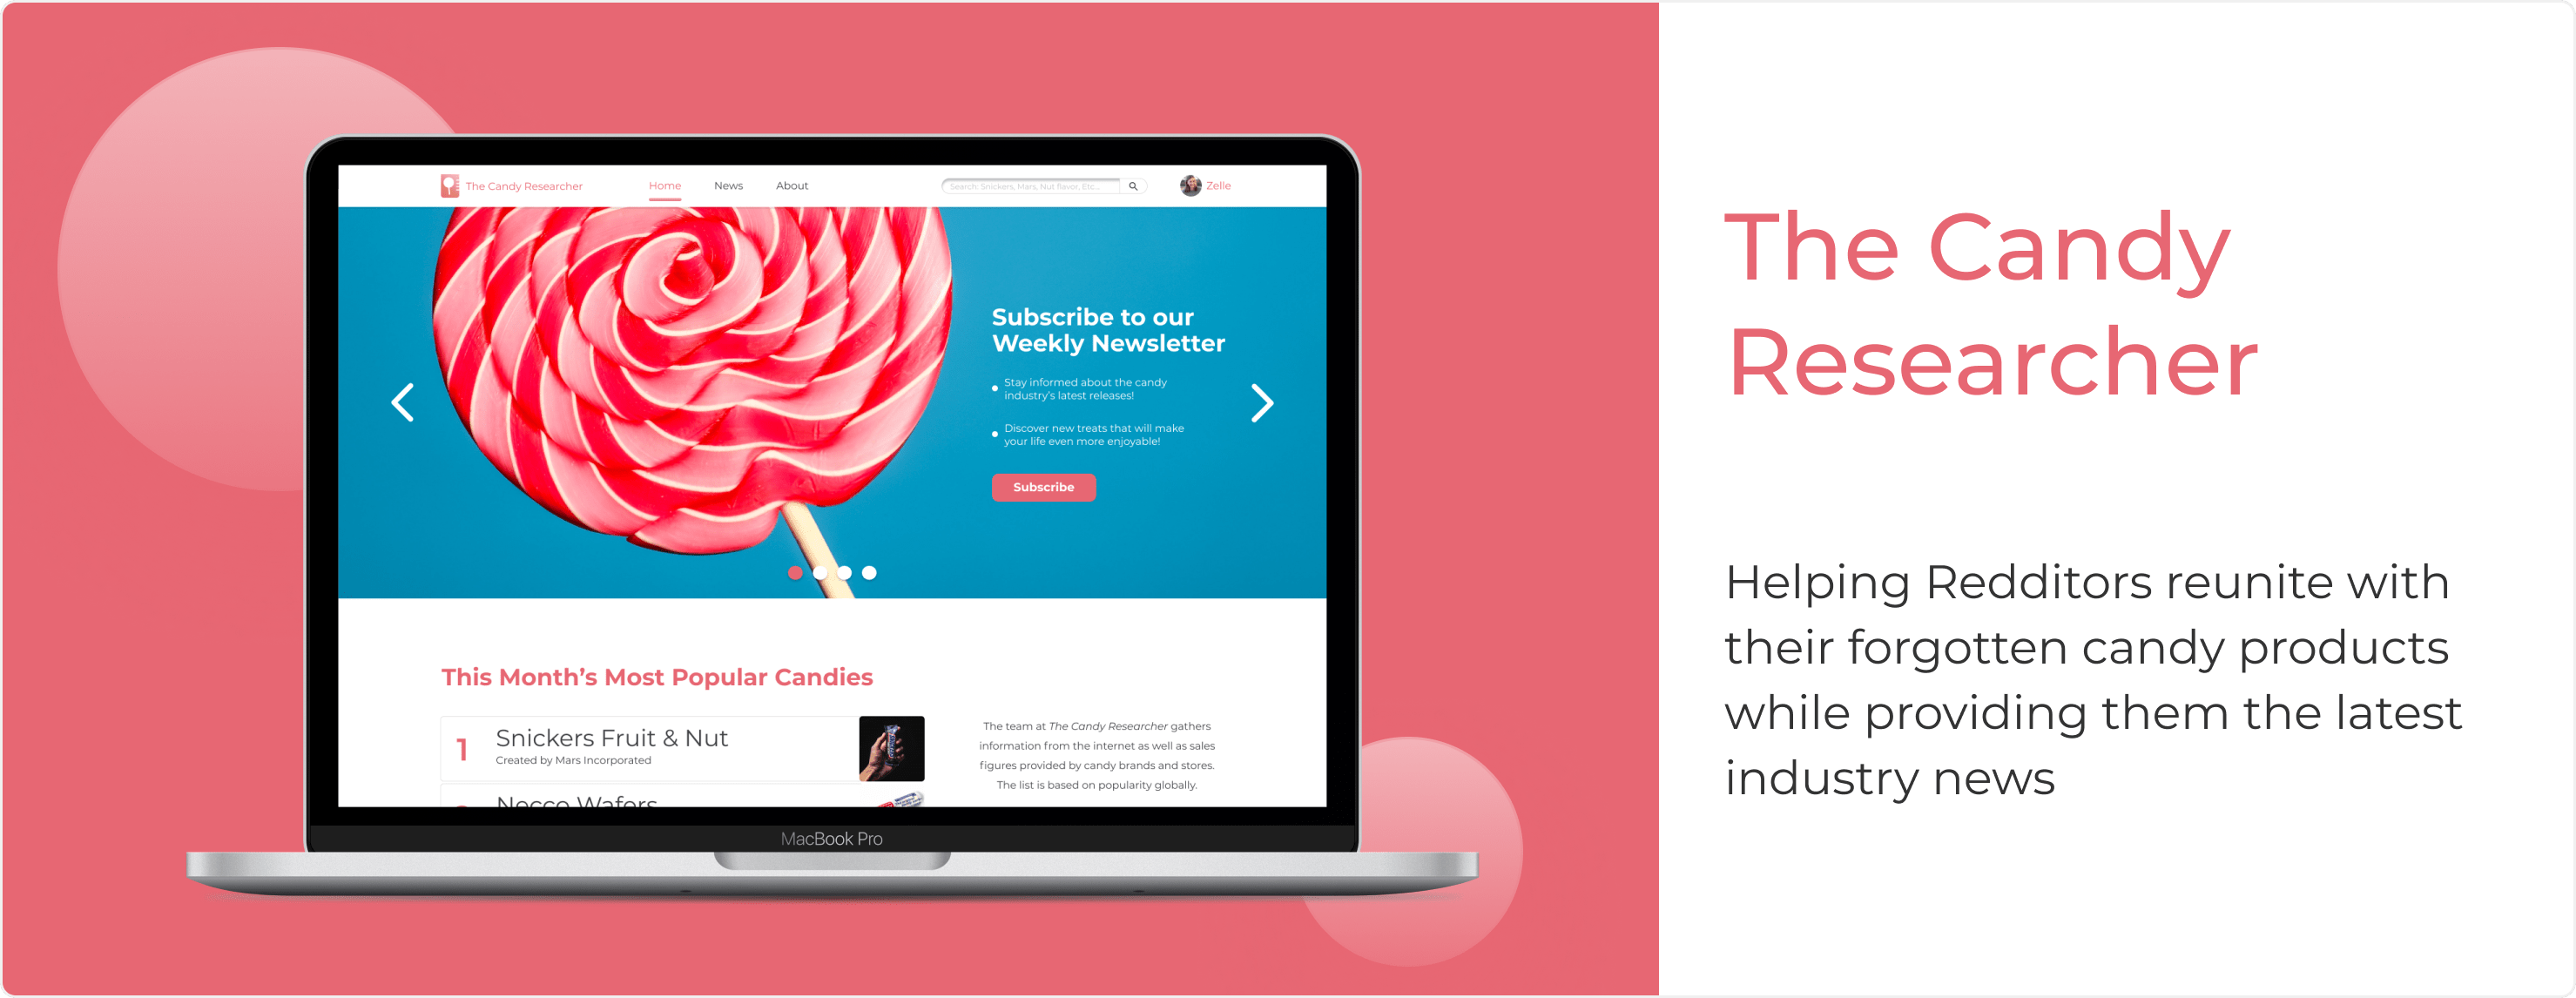 The Candy Researcher
Home
News
About
Search: Snickers, Mars, Nut flavor, Etc...
Zelle
Subscribe to our
Weekly Newsletter
Stay informed about the candy
industry's latest releases!
Discover new treats that will make
your life even more enjoyable!
Subscribe
This Month's Most Popular Candies
1
Snickers Fruit & Nut
Created by Mars Incorporated
Necco Wafers
The team at The Candy Researcher gathers
information from the internet as well as sales
figures provided by candy brands and stores.
The list is based on popularity globally.
MacBook Pro
The Candy
Researcher
Helping Redditors reunite with
their forgotten candy products
while providing them the latest
industry news